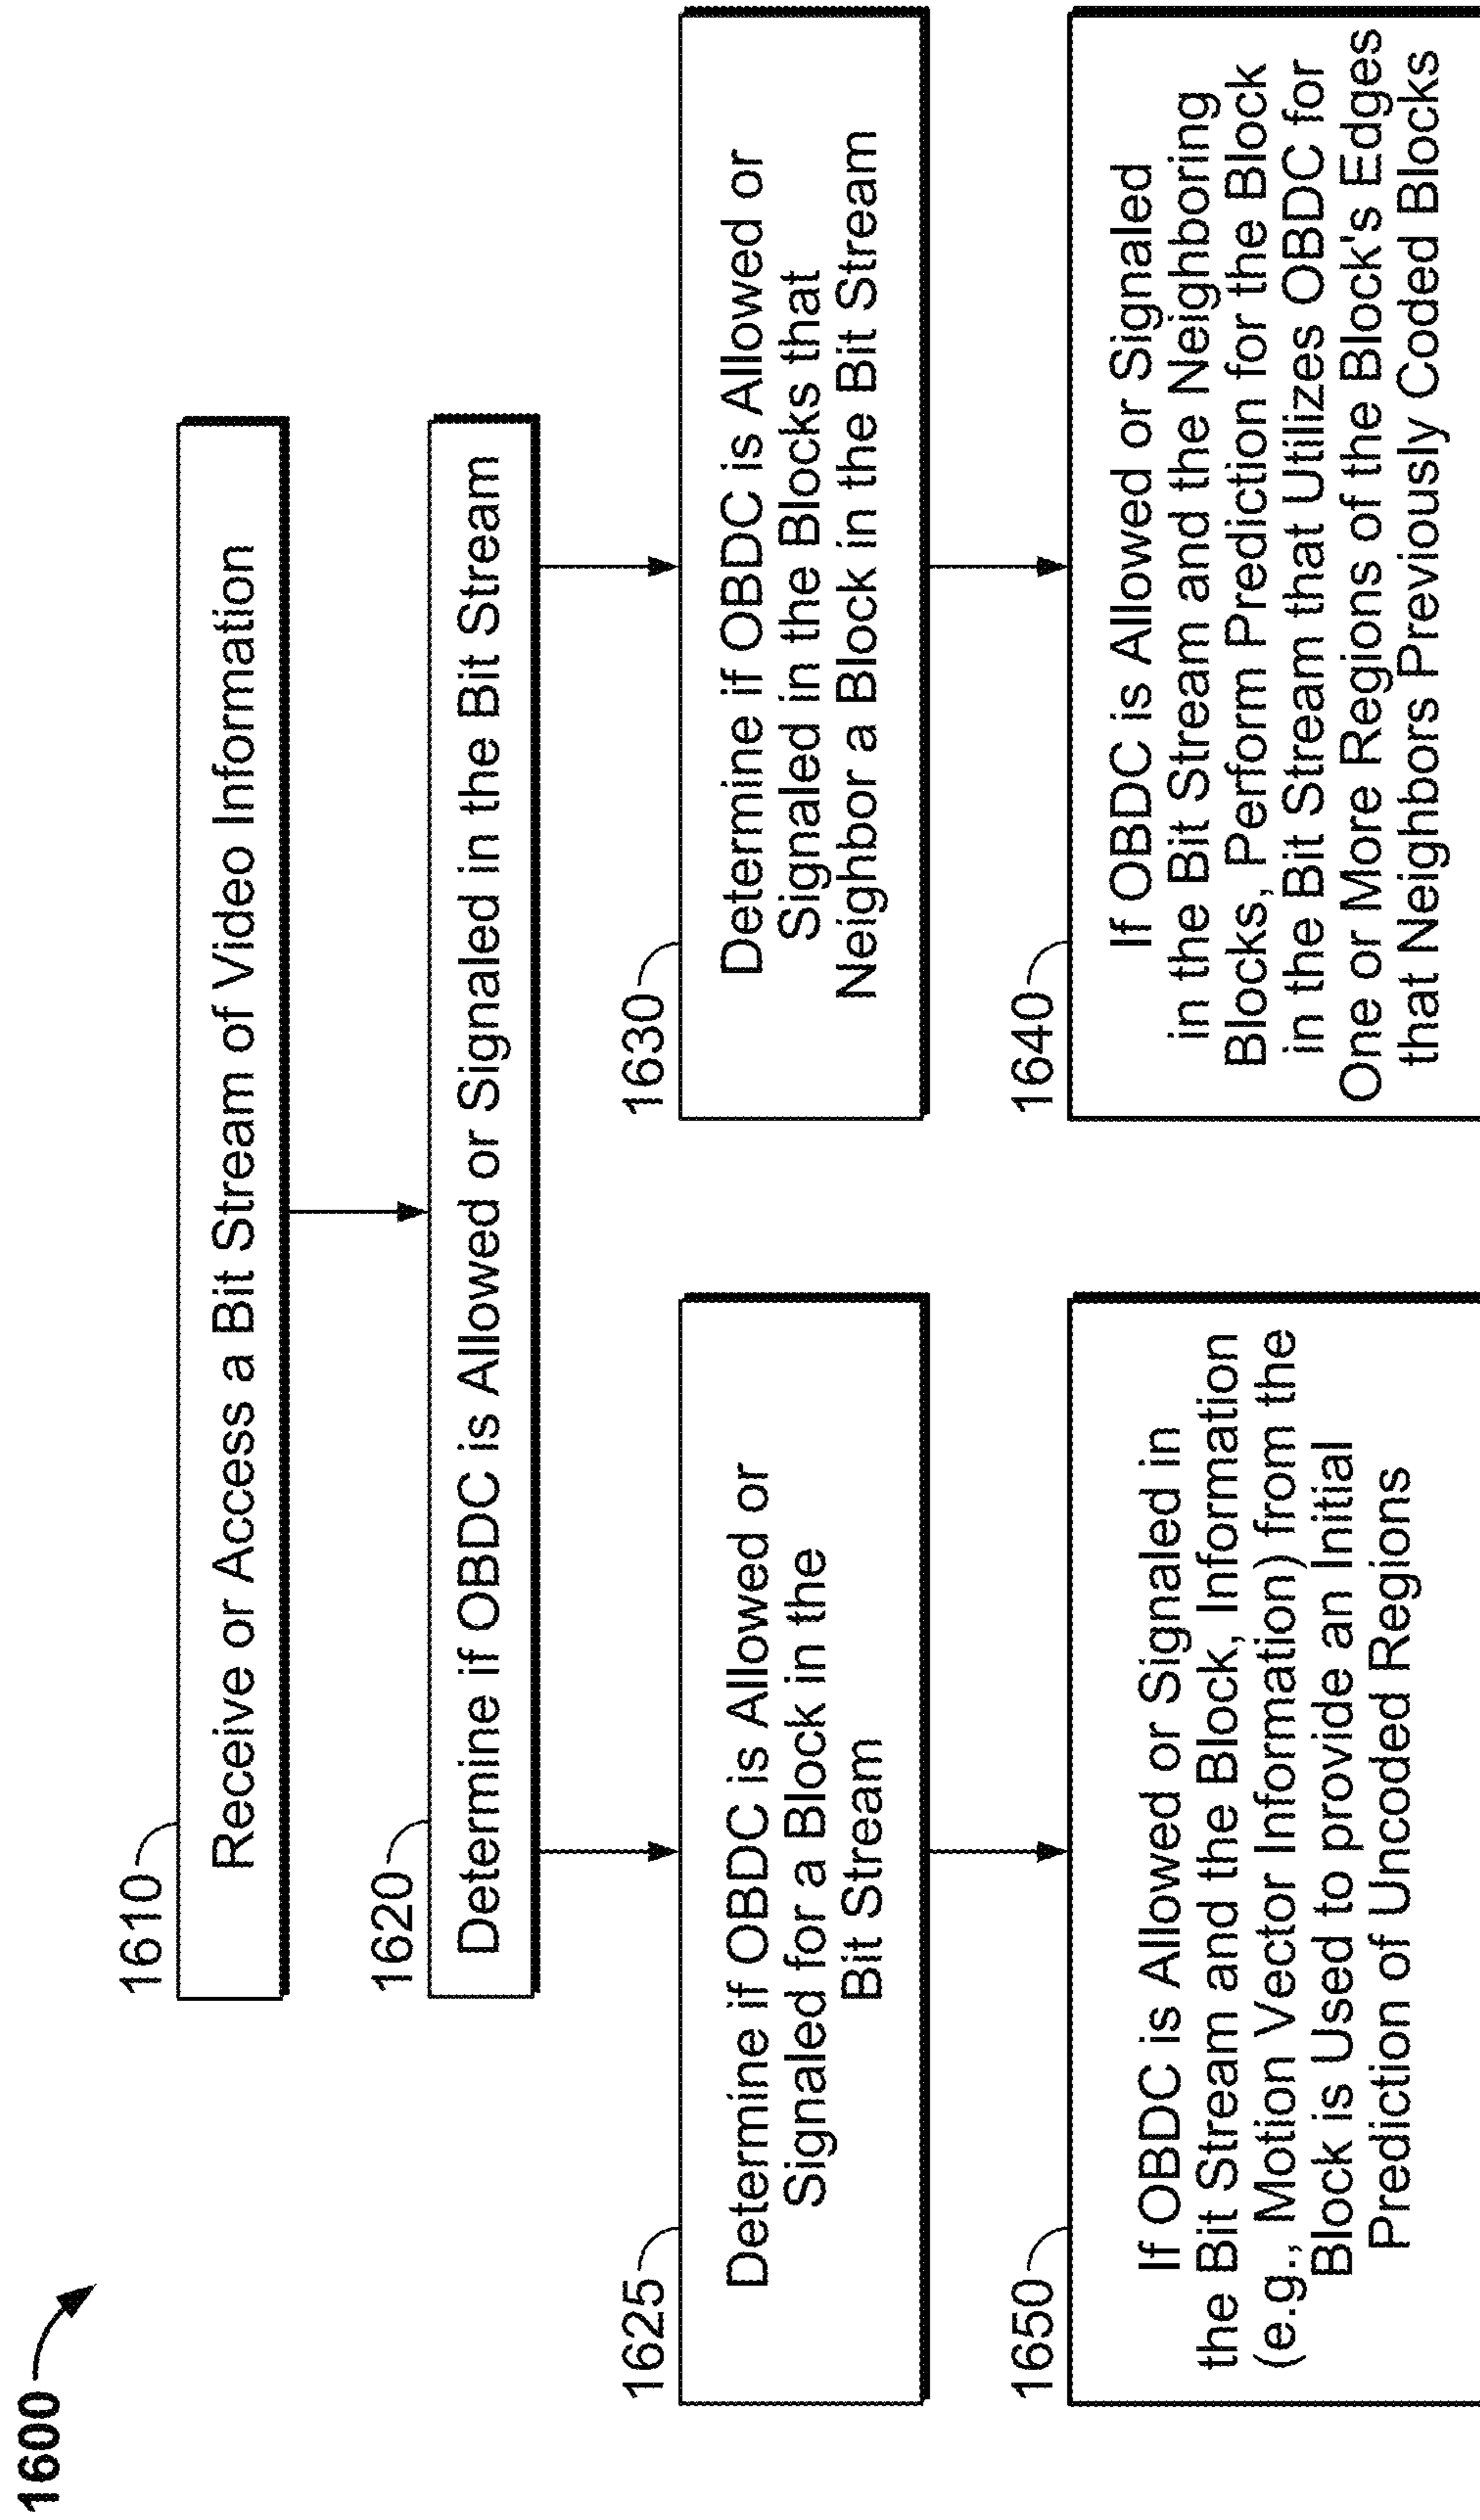 1600
1610
Receive or Access a Bit Stream of Video Information
1620
Determine if OBDC is Allowed or Signaled in the Bit Stream
1625
Determine if OBDC is Allowed or
Signaled for a Block in the
Bit Stream
1630
Determine if OBDC is Allowed or
Signaled in the Blocks that
Neighbor a Block in the Bit Stream
1650
If OBDC is Allowed or Signaled in
the Bit Stream and the Block, Information
(e.g., Motion Vector Information) from the
Block is Used to provide an Initial
Prediction of Uncoded Regions
1640
If OBDC is Allowed or Signaled
in the Bit Stream and the Neighboring
Blocks, Perform Prediction for the Block
in the Bit Stream that Utilizes OBDC for
One or More Regions of the Block's Edges
that Neighbors Previously Coded Blocks